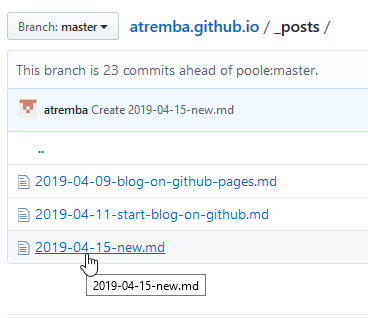 Branch: master
atremba.github.io / _posts /
This branch is 23 commits ahead of poole:master.
atremba Create 2019-04-15-new.md
..
2019-04-09-blog-on-github-pages.md
2019-04-11-start-blog-on-github.md
2019-04-15-new.md
2019-04-15-new.md